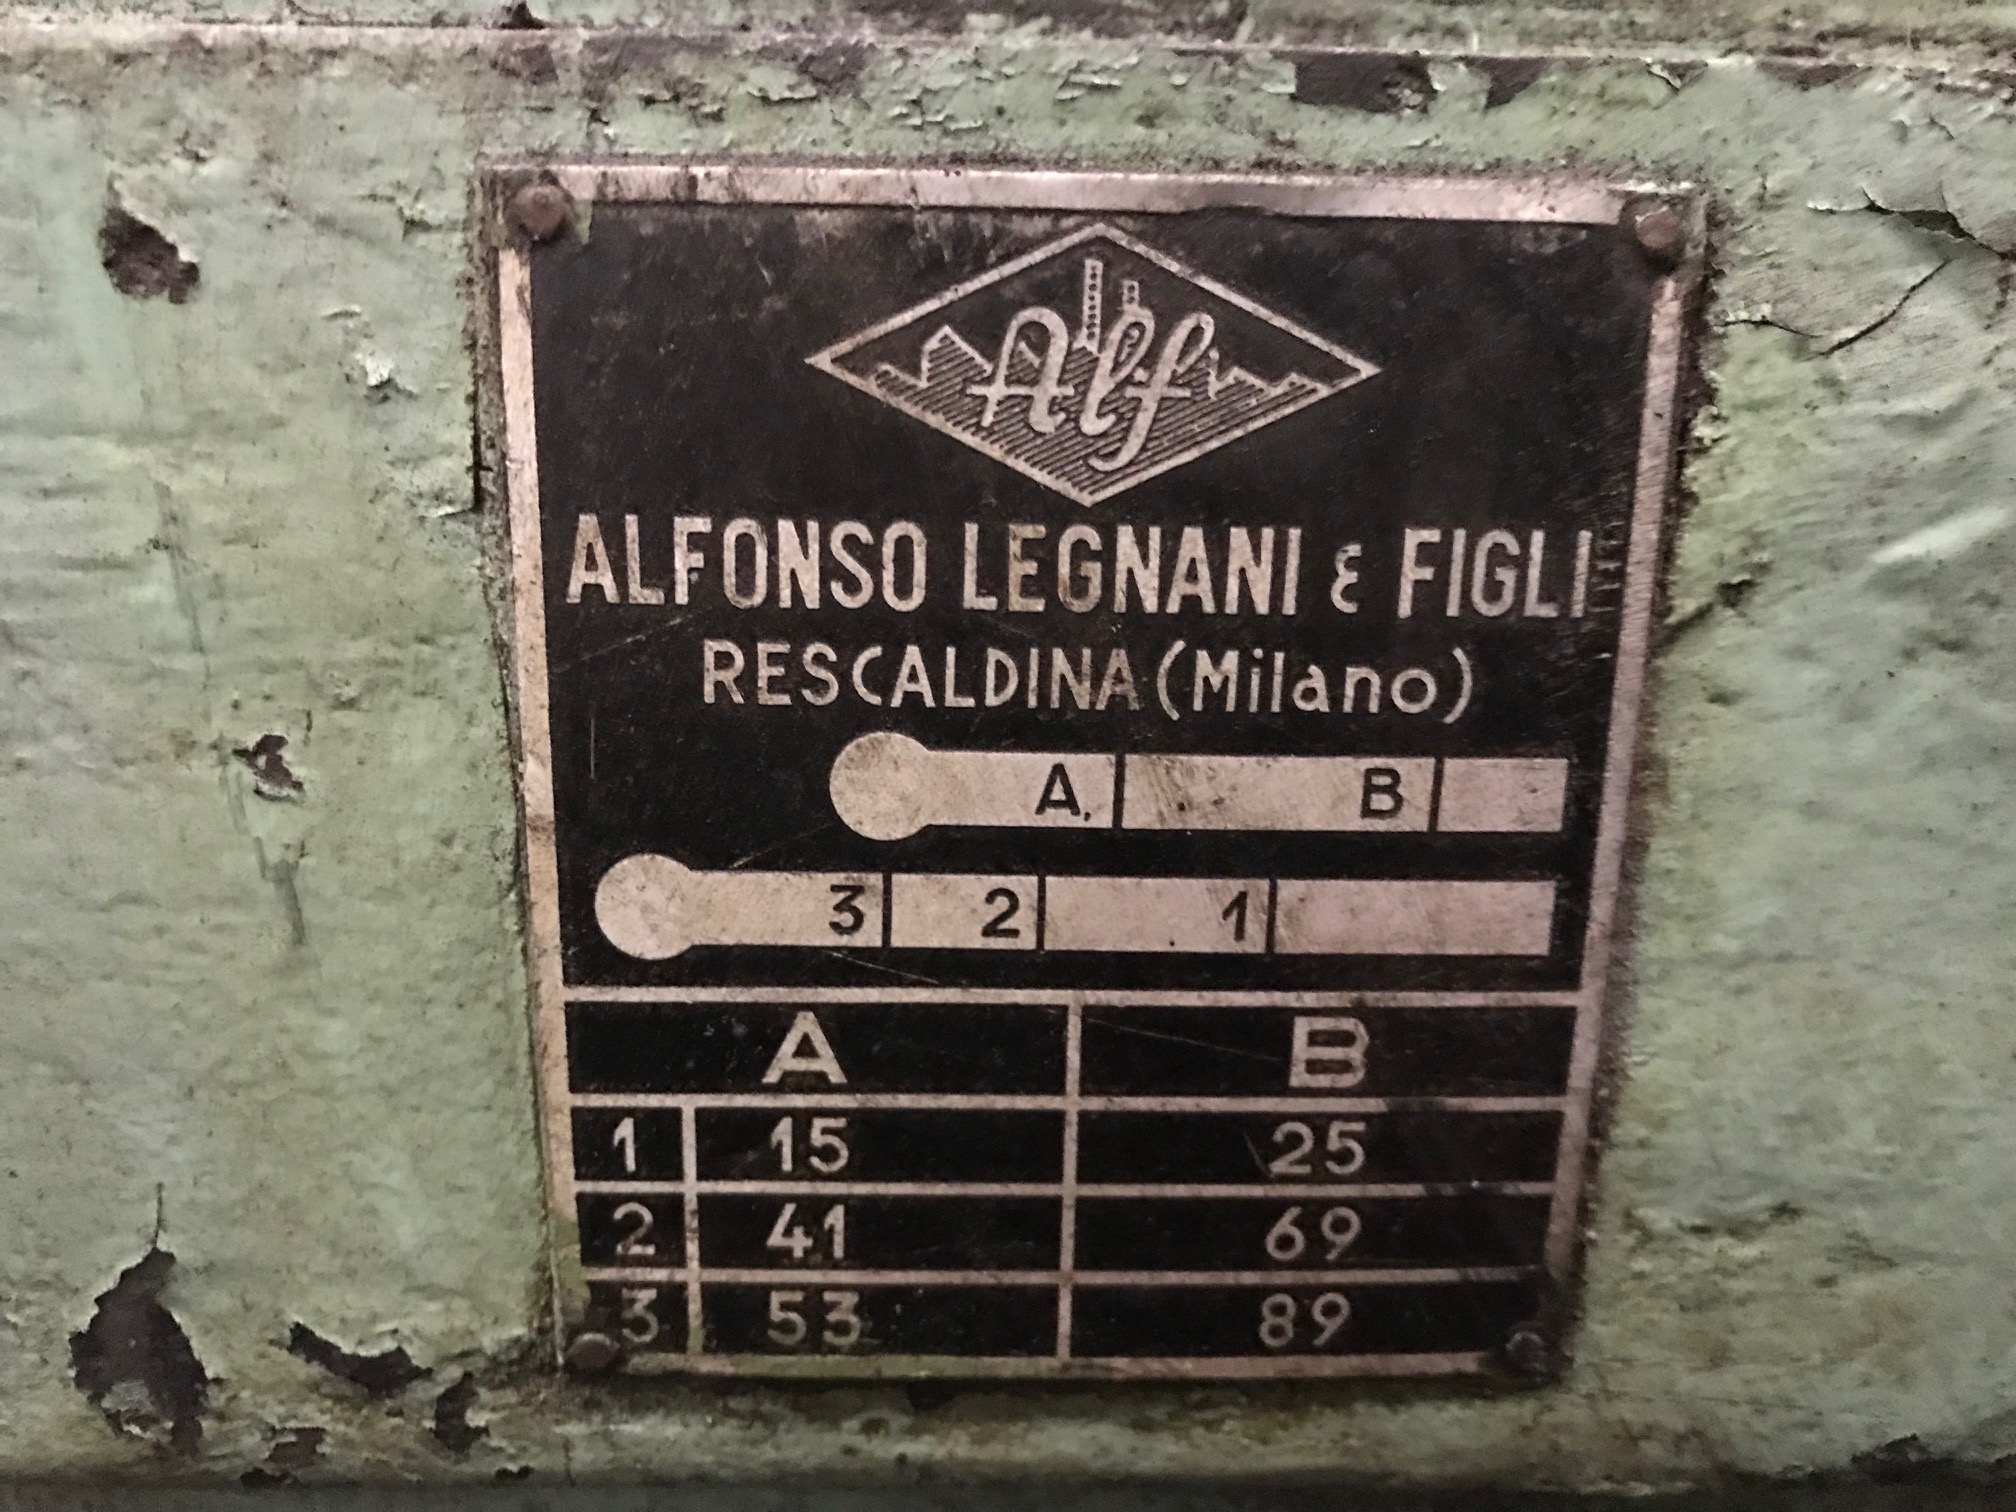 Alf
ALFONSO LEGNANI & FIGLI
RESCALDINA (Milano)
A B
3 2 1
A B
1 15 25
2 41 69
3 53 89